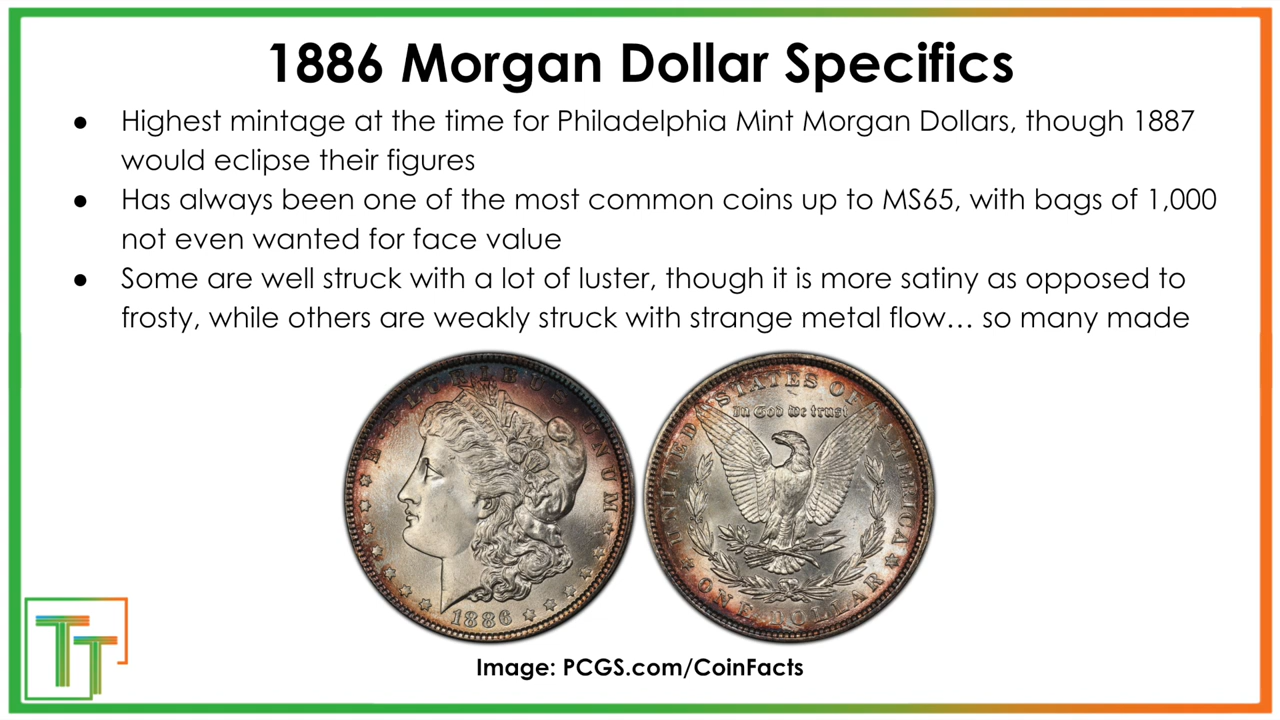 1886 Morgan Dollar Specifics
● Highest mintage at the time for Philadelphia Mint Morgan Dollars, though 1887
would eclipse their figures
● Has always been one of the most common coins up to MS65, with bags of 1,000
not even wanted for face value
● Some are well struck with a lot of luster, though it is more satiny as opposed to
frosty, while others are weakly struck with strange metal flow… so many made
E·PLURIBUS·UNUM
1886
UNITED STATES OF AMERICA
In God we trust
ONE DOLLAR
TT
Image: PCGS.com/CoinFacts